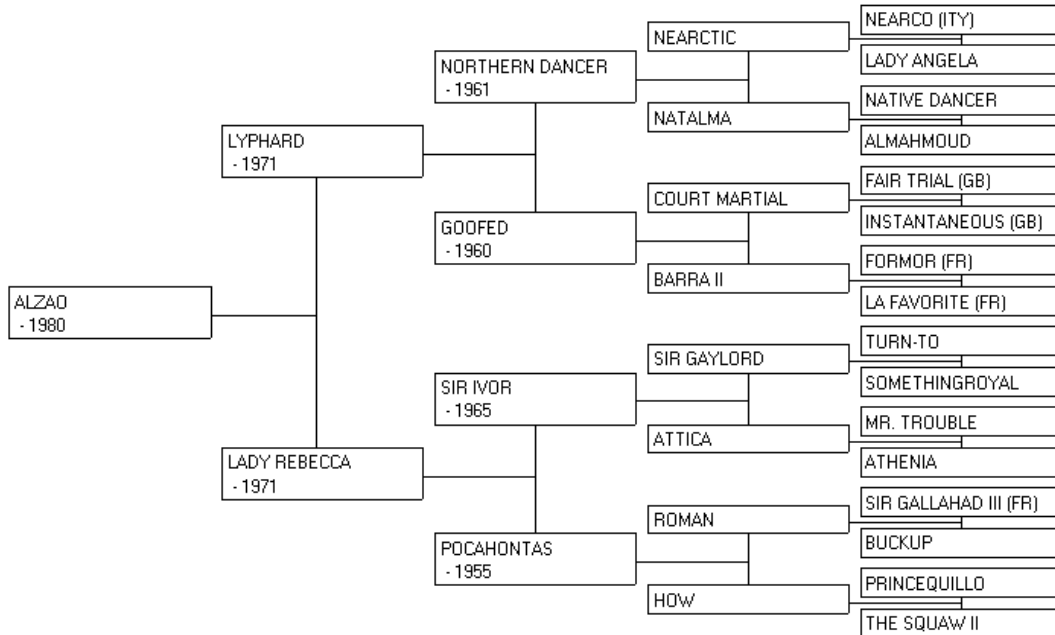 NEARCO (ITY)
NEARCTIC
LADY ANGELA
NORTHERN DANCER
- 1961
NATIVE DANCER
NATALMA
ALMAHMOUD
LYPHARD
- 1971
FAIR TRIAL (GB)
COURT MARTIAL
INSTANTANEOUS (GB)
GOOFED
- 1960
FORMOR (FR)
BARRA II
LA FAVORITE (FR)
ALZAO
- 1980
TURN-TO
SIR GAYLORD
SOMETHINGROYAL
SIR IVOR
- 1965
MR. TROUBLE
ATTICA
ATHENIA
LADY REBECCA
- 1971
SIR GALLAHAD III (FR)
ROMAN
BUCKUP
POCAHONTAS
- 1955
PRINCEQUILLO
HOW
THE SQUAW II